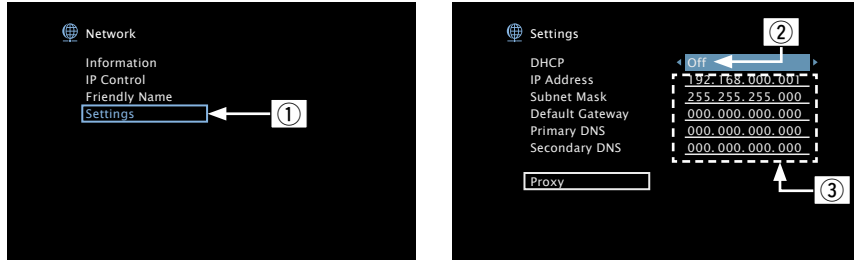 Network
Information
IP Control
Friendly Name
Settings
①
Settings
②
DHCP Off
IP Address 192.168.000.001
Subnet Mask 255.255.255.000
Default Gateway 000.000.000.000
Primary DNS 000.000.000.000
Secondary DNS 000.000.000.000
Proxy
③